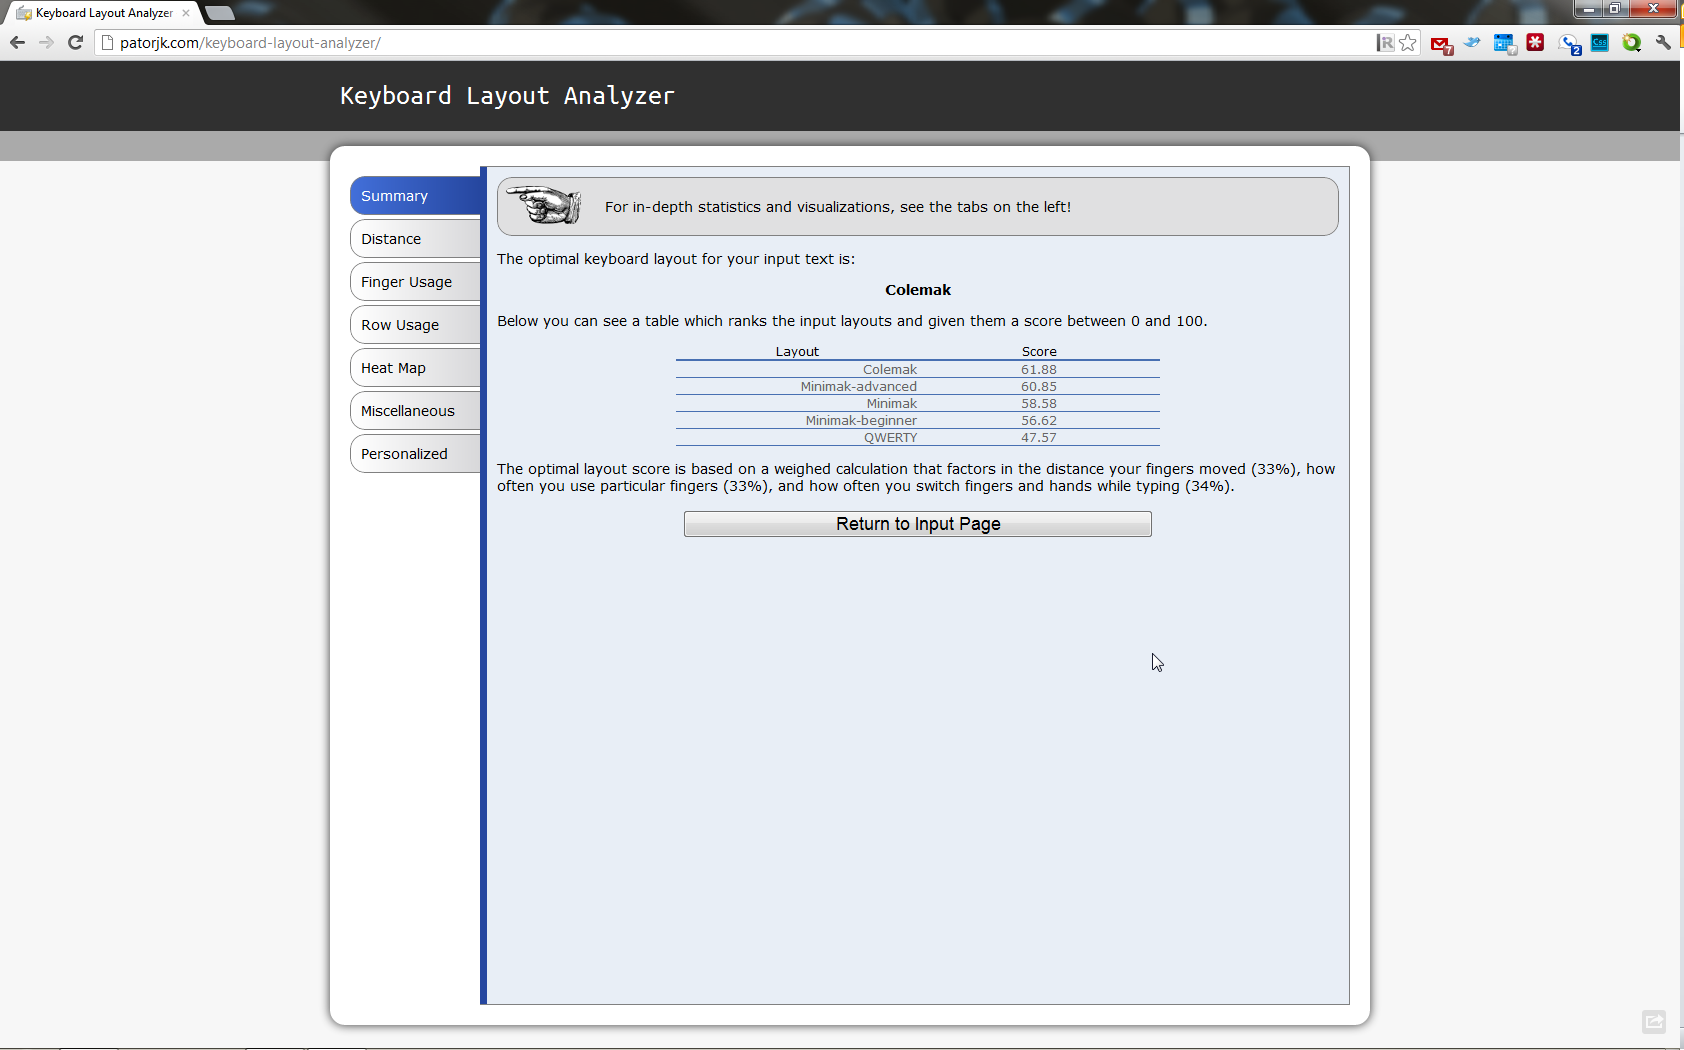 Keyboard Layout Analyzer
patorjk.com/keyboard-layout-analyzer/
7
2
Css
Keyboard Layout Analyzer
Summary
Distance
Finger Usage
Row Usage
Heat Map
Miscellaneous
Personalized
For in-depth statistics and visualizations, see the tabs on the left!
The optimal keyboard layout for your input text is:
Colemak
Below you can see a table which ranks the input layouts and given them a score between 0 and 100.
Layout Score
Colemak 61.88
Minimak-advanced 60.85
Minimak 58.58
Minimak-beginner 56.62
QWERTY 47.57
The optimal layout score is based on a weighed calculation that factors in the distance your fingers moved (33%), how
often you use particular fingers (33%), and how often you switch fingers and hands while typing (34%).
Return to Input Page